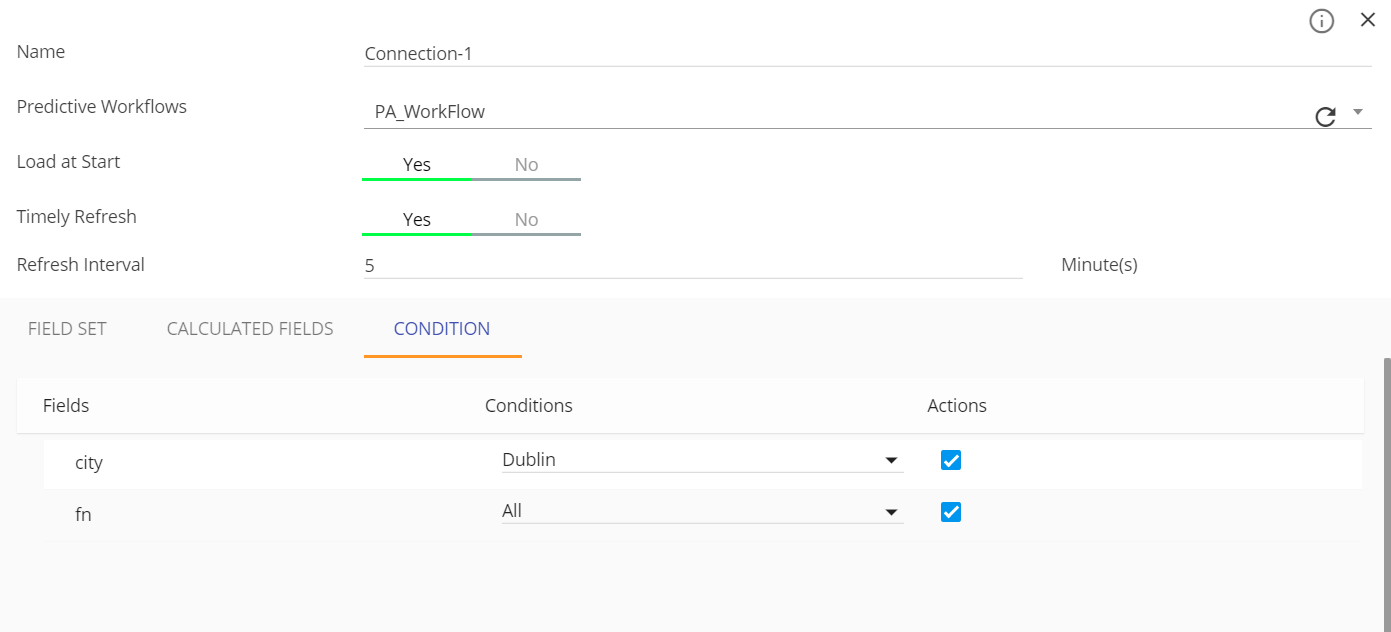 Name
Connection-1
Predictive Workflows
PA_WorkFlow
Load at Start
Yes No
Timely Refresh
Yes No
Refresh Interval
5
Minute(s)
FIELD SET CALCULATED FIELDS CONDITION
Fields Conditions Actions
city Dublin
fn All